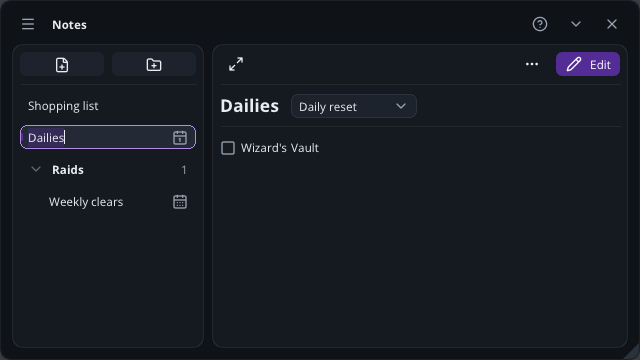 Notes
Edit
Shopping list
Dailies
Raids 1
Weekly clears
Dailies Daily reset
Wizard's Vault